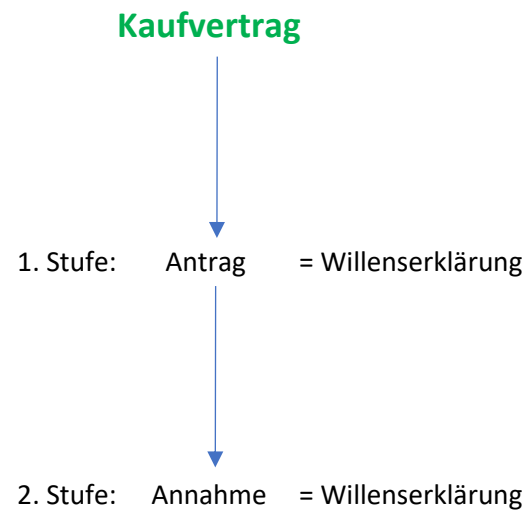 Kaufvertrag
1. Stufe: Antrag = Willenserklärung
2. Stufe: Annahme = Willenserklärung